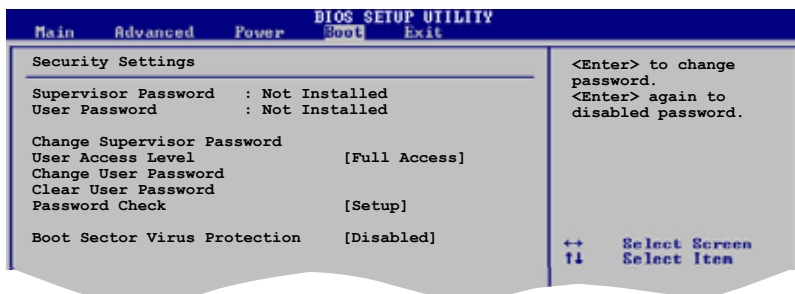 BIOS SETUP UTILITY
Main Advanced Power Boot Exit
Security Settings
Supervisor Password : Not Installed
User Password : Not Installed
Change Supervisor Password
User Access Level [Full Access]
Change User Password
Clear User Password
Password Check [Setup]
Boot Sector Virus Protection [Disabled]
<Enter> to change
password.
<Enter> again to
disabled password.
↔ Select Screen
↑↓ Select Item